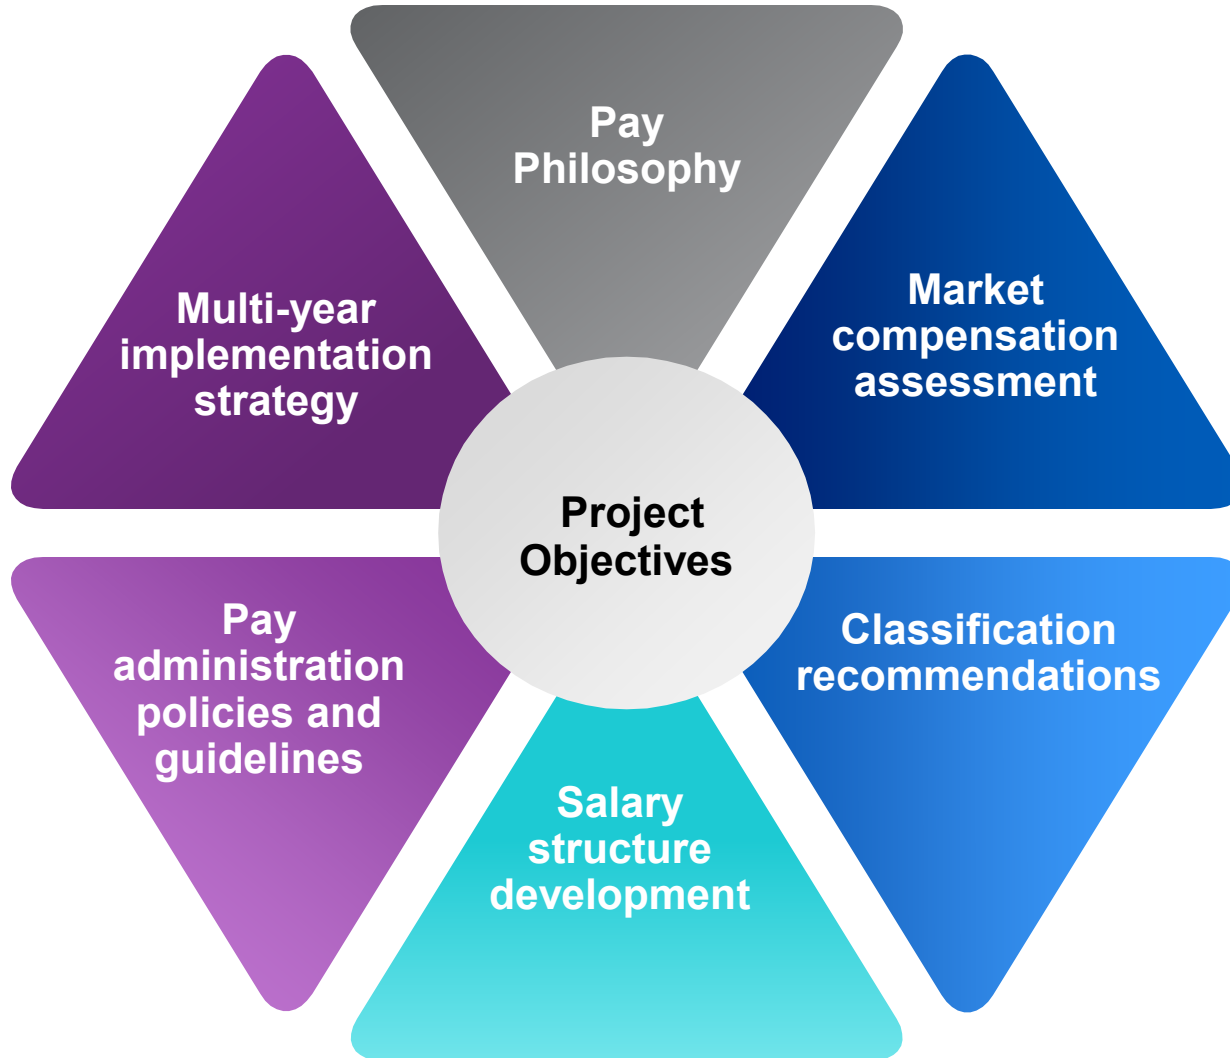 Pay
Philosophy
Market
compensation
assessment
Classification
recommendations
Salary
structure
development
Pay
administration
policies and
guidelines
Multi-year
implementation
strategy
Project
Objectives